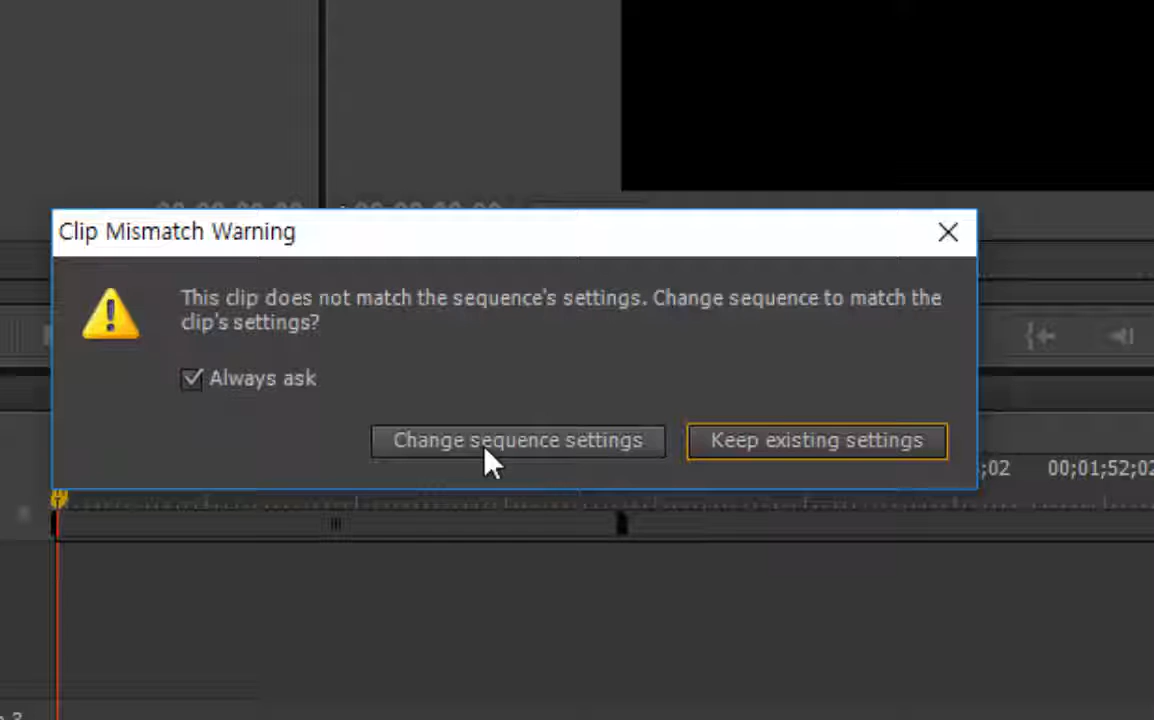 Clip Mismatch Warning
This clip does not match the sequence's settings. Change sequence to match the
clip's settings?
Always ask
Change sequence settings
Keep existing settings
;02
00;01;52;02